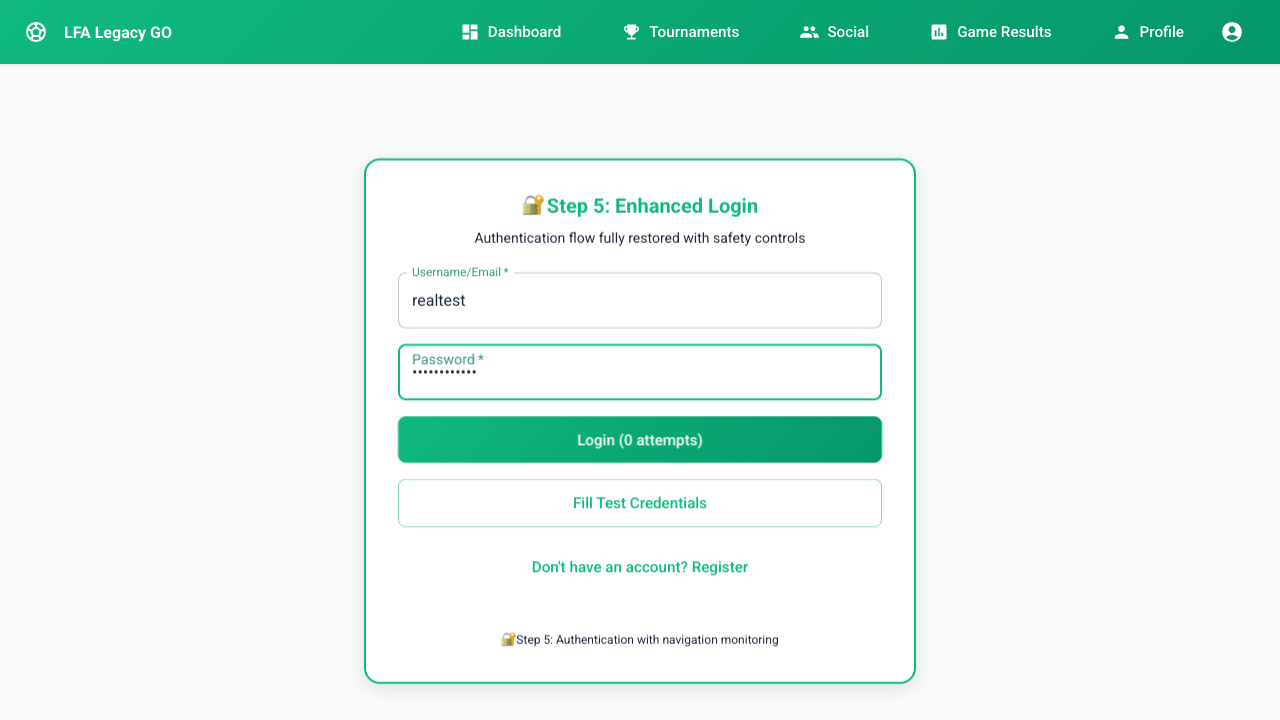 LFA Legacy GO
Dashboard
Tournaments
Social
Game Results
Profile
🔐Step 5: Enhanced Login
Authentication flow fully restored with safety controls
Username/Email *
realtest
Password *
••••••••••••
Login (0 attempts)
Fill Test Credentials
Don't have an account? Register
🔐Step 5: Authentication with navigation monitoring